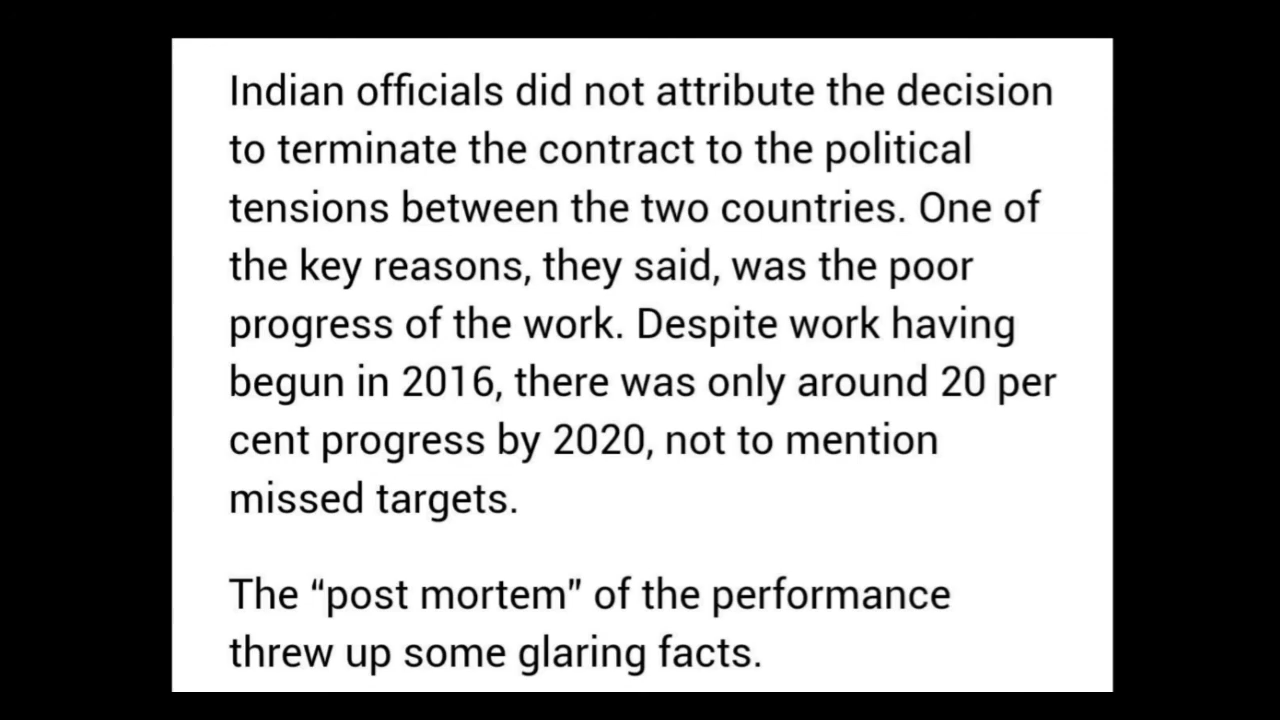 Indian officials did not attribute the decision
to terminate the contract to the political
tensions between the two countries. One of
the key reasons, they said, was the poor
progress of the work. Despite work having
begun in 2016, there was only around 20 per
cent progress by 2020, not to mention
missed targets.
The “post mortem” of the performance
threw up some glaring facts.